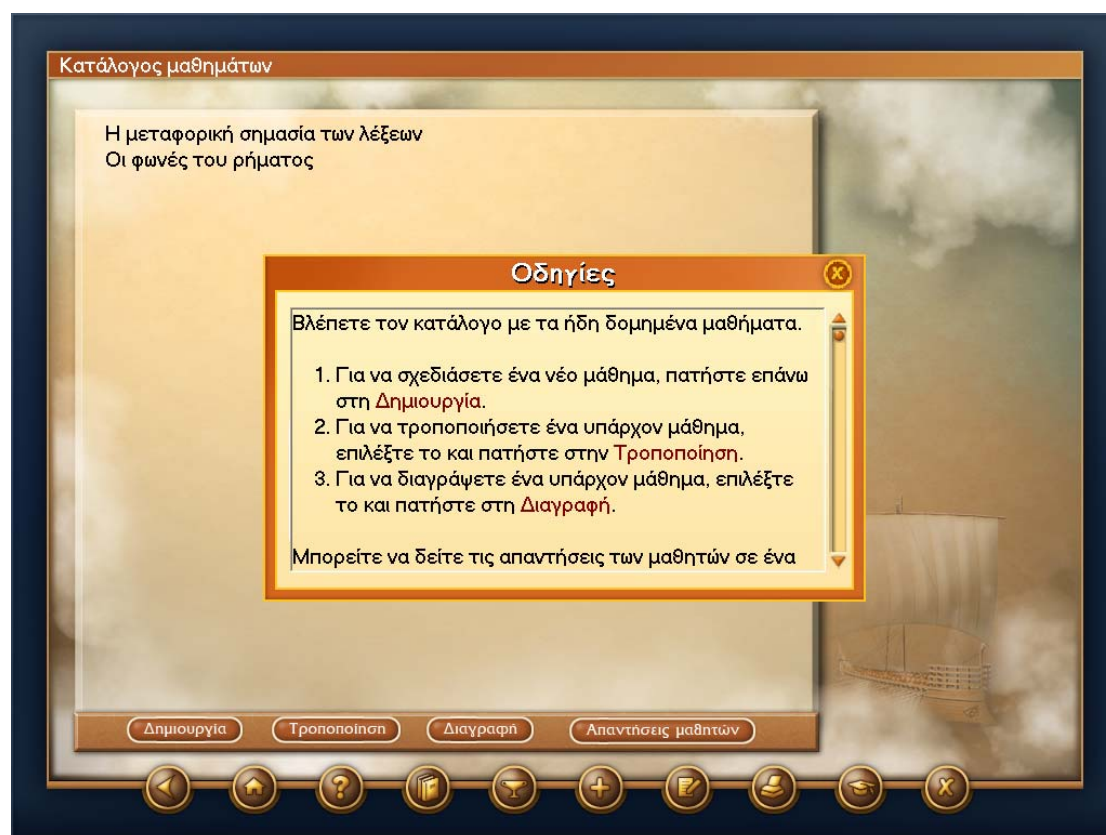 Κατάλογος μαθημάτων
Η μεταφορική σημασία των λέξεων
Οι φωνές του ρήματος
Οδηγίες
Βλέπετε τον κατάλογο με τα ήδη δομημένα μαθήματα.
1. Για να σχεδιάσετε ένα νέο μάθημα, πατήστε επάνω
στη Δημιουργία.
2. Για να τροποποιήσετε ένα υπάρχον μάθημα,
επιλέξτε το και πατήστε στην Τροποποίηση.
3. Για να διαγράψετε ένα υπάρχον μάθημα, επιλέξτε
το και πατήστε στη Διαγραφή.
Μπορείτε να δείτε τις απαντήσεις των μαθητών σε ένα
Δημιουργία Τροποποίηση Διαγραφή Απαντήσεις μαθητών